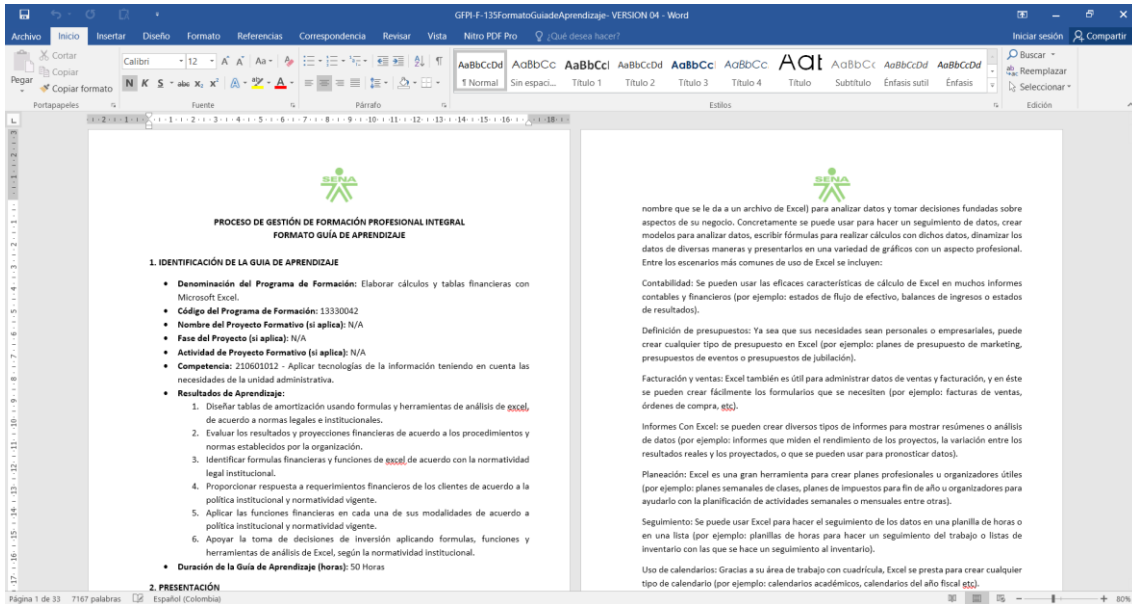 GFPI-F-135FormatoGuiadeAprendizaje- VERSION 04 - Word
Archivo Inicio Insertar Diseño Formato Referencias Correspondencia Revisar Vista Nitro PDF Pro ¿Qué desea hacer? Iniciar sesión Compartir
Cortar
Copiar
Copiar formato
Pegar
Calibri 12
N K S abc
AaBbCcDd AaBbCc AaBbCcI AaBbCcDd AaBbCc AaBbCc AaBbCcDd AaBbCc AaBbCcDd AaBbCcDd
¶ Normal Sin espaci... Título 1 Título 2 Título 3 Título 4 Título Subtítulo Énfasis sutil Énfasis
Buscar
Reemplazar
Seleccionar
Portapapeles Fuente Párrafo Estilos Edición
SENA
PROCESO DE GESTIÓN DE FORMACIÓN PROFESIONAL INTEGRAL
FORMATO GUÍA DE APRENDIZAJE
1. IDENTIFICACIÓN DE LA GUIA DE APRENDIZAJE
• Denominación del Programa de Formación: Elaborar cálculos y tablas financieras con
Microsoft Excel.
• Código del Programa de Formación: 13330042
• Nombre del Proyecto Formativo (si aplica): N/A
• Fase del Proyecto (si aplica): N/A
• Actividad de Proyecto Formativo (si aplica): N/A
• Competencia: 210601012 - Aplicar tecnologías de la información teniendo en cuenta las
necesidades de la unidad administrativa.
• Resultados de Aprendizaje:
1. Diseñar tablas de amortización usando formulas y herramientas de análisis de excel,
de acuerdo a normas legales e institucionales.
2. Evaluar los resultados y proyecciones financieras de acuerdo a los procedimientos y
normas establecidos por la organización.
3. Identificar formulas financieras y funciones de excel de acuerdo con la normatividad
legal institucional.
4. Proporcionar respuesta a requerimientos financieros de los clientes de acuerdo a la
política institucional y normatividad vigente.
5. Aplicar las funciones financieras en cada una de sus modalidades de acuerdo a
política institucional y normatividad vigente.
6. Apoyar la toma de decisiones de inversión aplicando formulas, funciones y
herramientas de análisis de Excel, según la normatividad institucional.
• Duración de la Guía de Aprendizaje (horas): 50 Horas
2. PRESENTACIÓN
SENA
nombre que se le da a un archivo de Excel) para analizar datos y tomar decisiones fundadas sobre
aspectos de su negocio. Concretamente se puede usar para hacer un seguimiento de datos, crear
modelos para analizar datos, escribir fórmulas para realizar cálculos con dichos datos, dinamizar los
datos de diversas maneras y presentarlos en una variedad de gráficos con un aspecto profesional.
Entre los escenarios más comunes de uso de Excel se incluyen:
Contabilidad: Se pueden usar las eficaces características de cálculo de Excel en muchos informes
contables y financieros (por ejemplo: estados de flujo de efectivo, balances de ingresos o estados
de resultados).
Definición de presupuestos: Ya sea que sus necesidades sean personales o empresariales, puede
crear cualquier tipo de presupuesto en Excel (por ejemplo: planes de presupuesto de marketing,
presupuestos de eventos o presupuestos de jubilación).
Facturación y ventas: Excel también es útil para administrar datos de ventas y facturación, y en éste
se pueden crear fácilmente los formularios que se necesiten (por ejemplo: facturas de ventas,
órdenes de compra, etc).
Informes Con Excel: se pueden crear diversos tipos de informes para mostrar resúmenes o análisis
de datos (por ejemplo: informes que miden el rendimiento de los proyectos, la variación entre los
resultados reales y los proyectados, o que se pueden usar para pronosticar datos).
Planeación: Excel es una gran herramienta para crear planes profesionales u organizadores útiles
(por ejemplo: planes semanales de clases, planes de impuestos para fin de año u organizadores para
ayudarlo con la planificación de actividades semanales o mensuales entre otras).
Seguimiento: Se puede usar Excel para hacer el seguimiento de los datos en una planilla de horas o
en una lista (por ejemplo: planillas de horas para hacer un seguimiento del trabajo o listas de
inventario con las que se hace un seguimiento al inventario).
Uso de calendarios: Gracias a su área de trabajo con cuadrícula, Excel se presta para crear cualquier
tipo de calendario (por ejemplo: calendarios académicos, calendarios del año fiscal etc).
Página 1 de 33 7167 palabras Español (Colombia) 80%